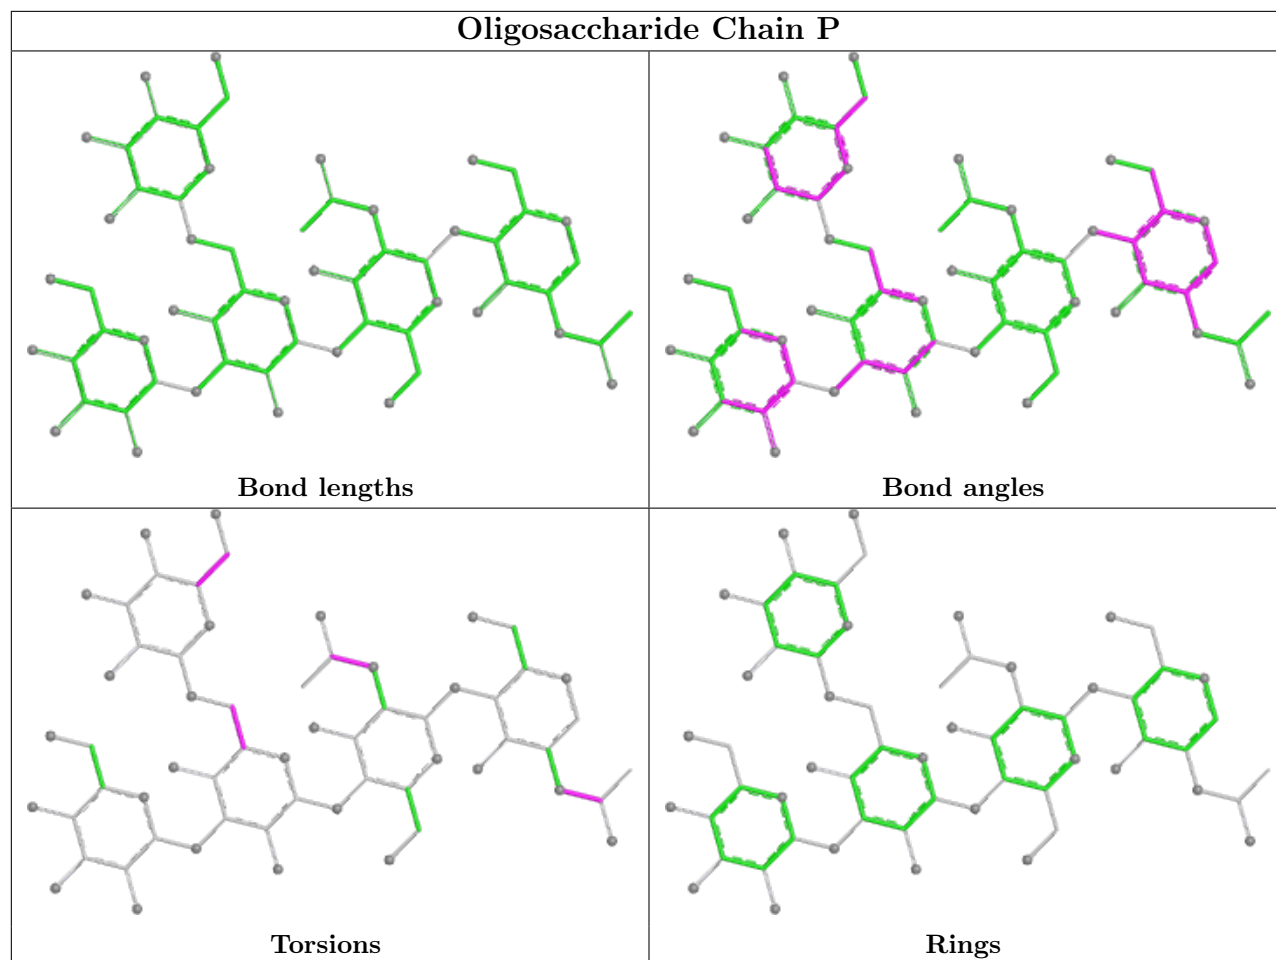 Oligosaccharide Chain P
Bond lengths
Bond angles
Torsions
Rings